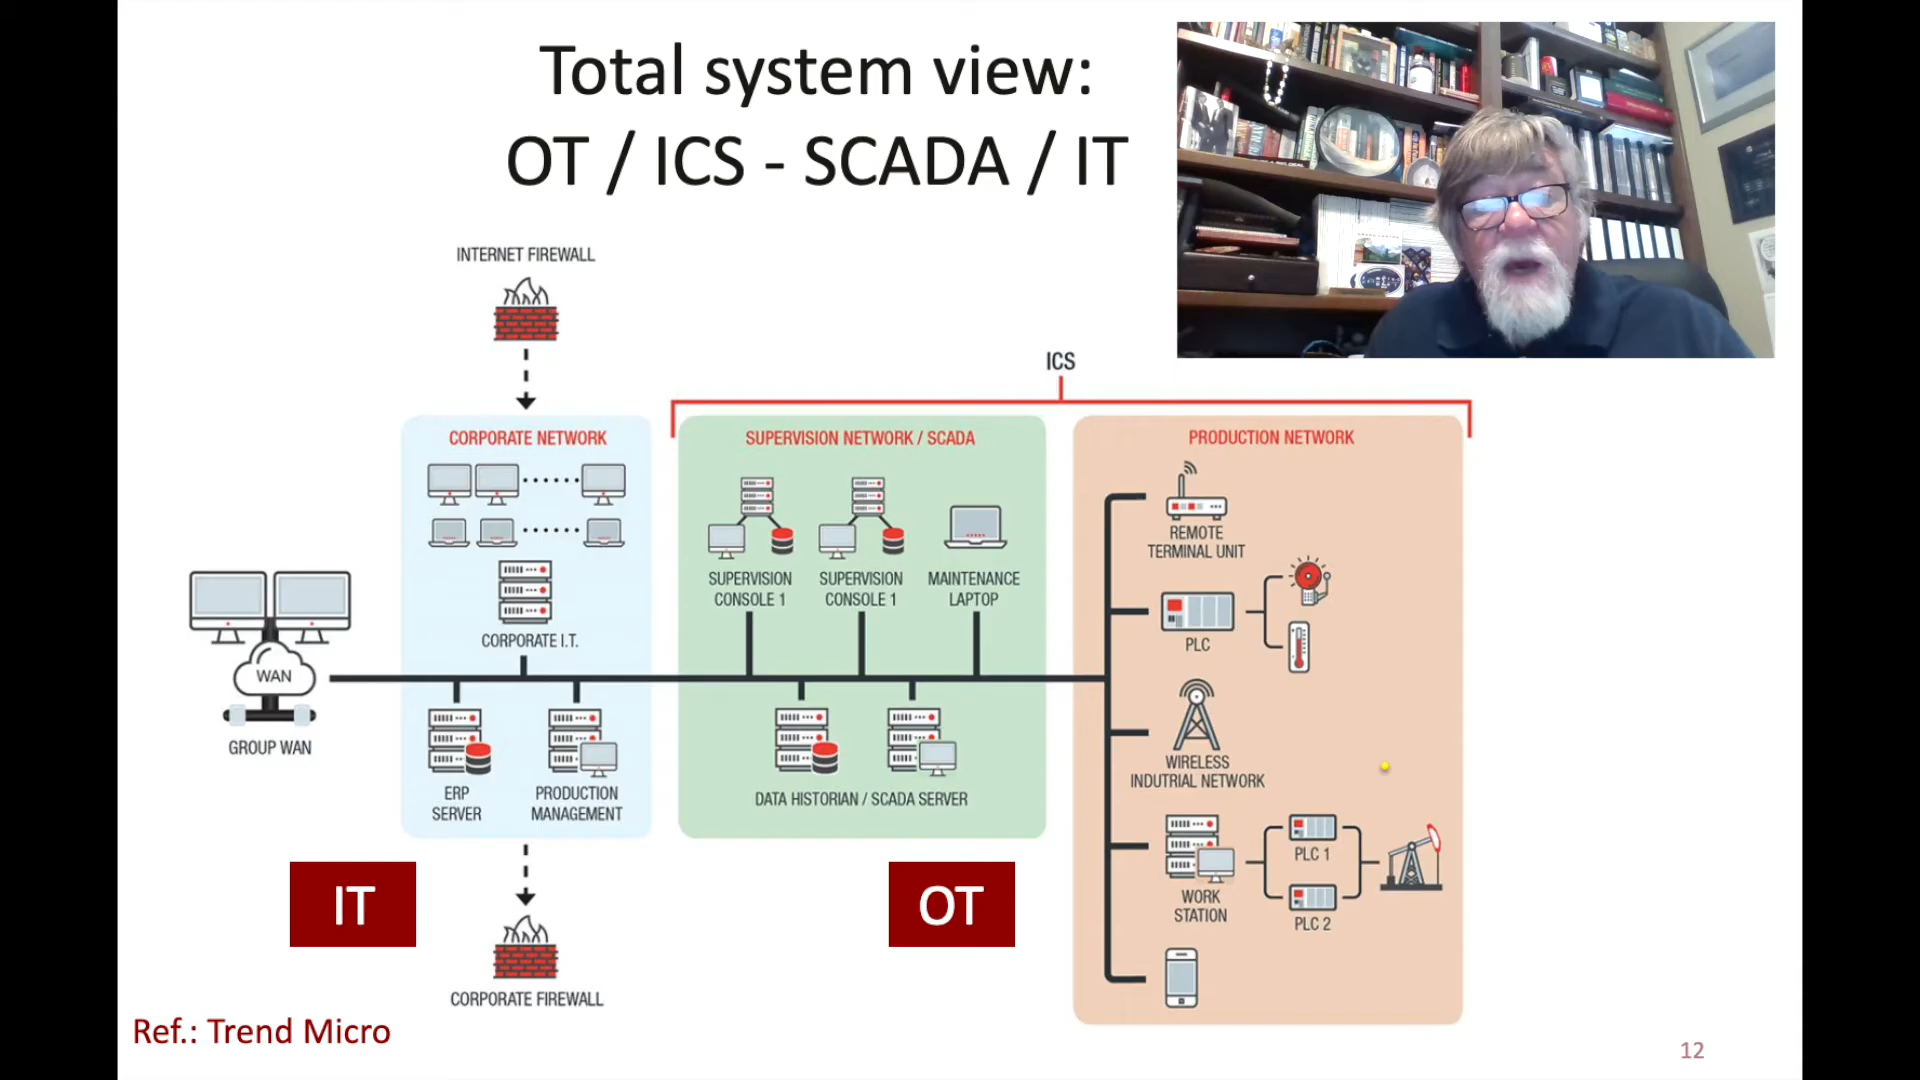 Total system view:
OT / ICS - SCADA / IT
INTERNET FIREWALL
ICS
CORPORATE NETWORK
SUPERVISION NETWORK / SCADA
PRODUCTION NETWORK
REMOTE
TERMINAL UNIT
SUPERVISION
CONSOLE 1
SUPERVISION
CONSOLE 1
MAINTENANCE
LAPTOP
CORPORATE I.T.
PLC
WAN
GROUP WAN
WIRELESS
INDUTRIAL NETWORK
ERP
SERVER
PRODUCTION
MANAGEMENT
DATA HISTORIAN / SCADA SERVER
PLC 1
WORK
STATION
PLC 2
IT
OT
CORPORATE FIREWALL
Ref.: Trend Micro
12